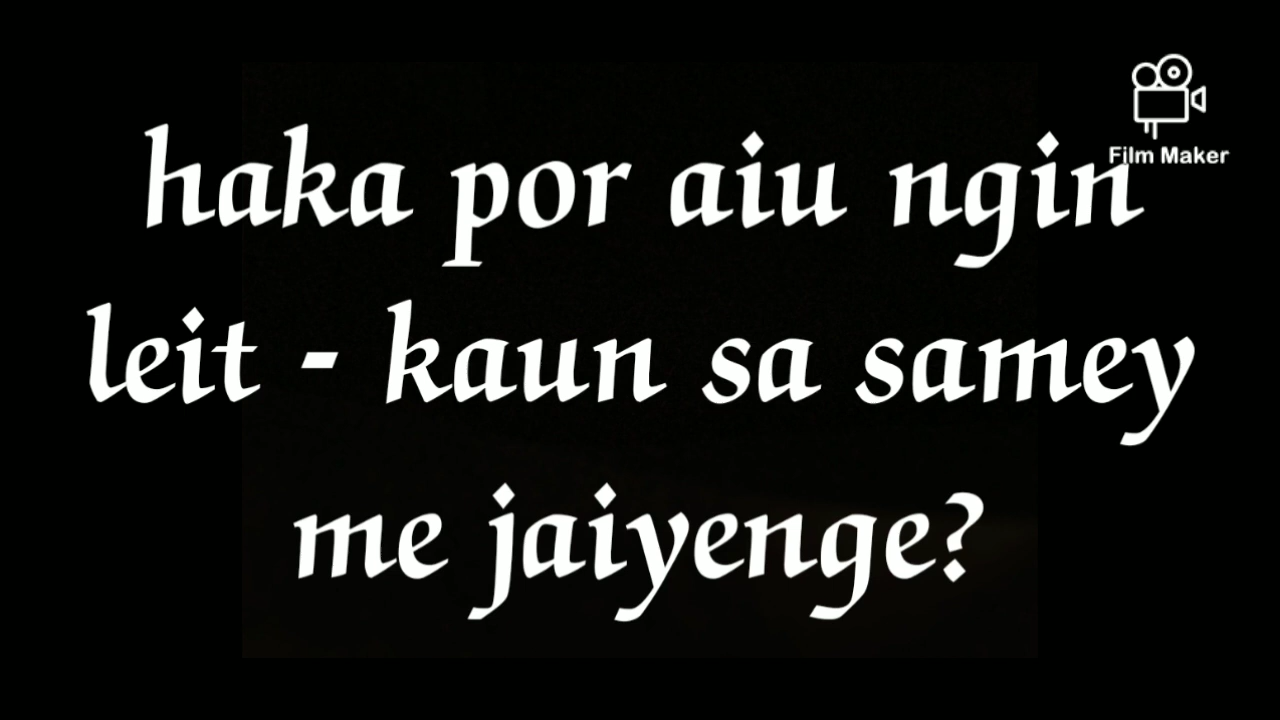 Film Maker
haka por aiu ngin
leit - kaun sa samey
me jaiyenge?